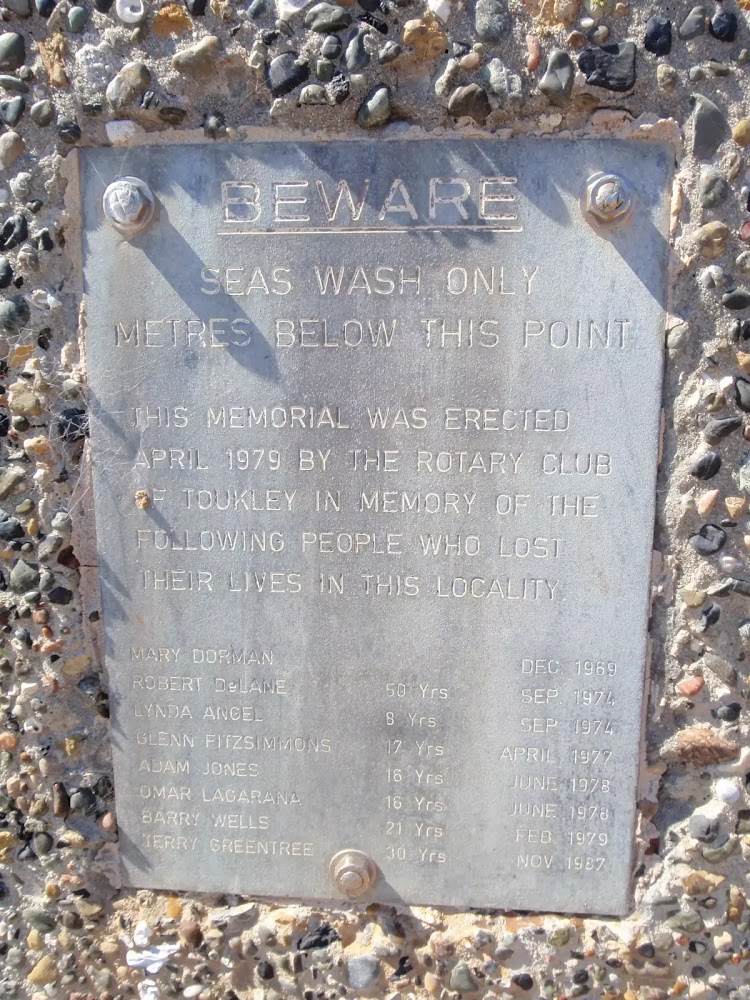 BEWARE
SEAS WASH ONLY
METRES BELOW THIS POINT
THIS MEMORIAL WAS ERECTED
APRIL 1979 BY THE ROTARY CLUB
OF TOUKLEY IN MEMORY OF THE
FOLLOWING PEOPLE WHO LOST
THEIR LIVES IN THIS LOCALITY.
MARY DORMAN DEC. 1969
ROBERT DeLANE 50 Yrs SEP. 1974
LYNDA ANGEL 8 Yrs SEP. 1974
GLENN FITZSIMMONS 17 Yrs APRIL 1977
ADAM JONES 16 Yrs JUNE 1978
OMAR LAGARANA 16 Yrs JUNE 1978
BARRY WELLS 21 Yrs FEB. 1979
TERRY GREENTREE 30 Yrs NOV. 1987